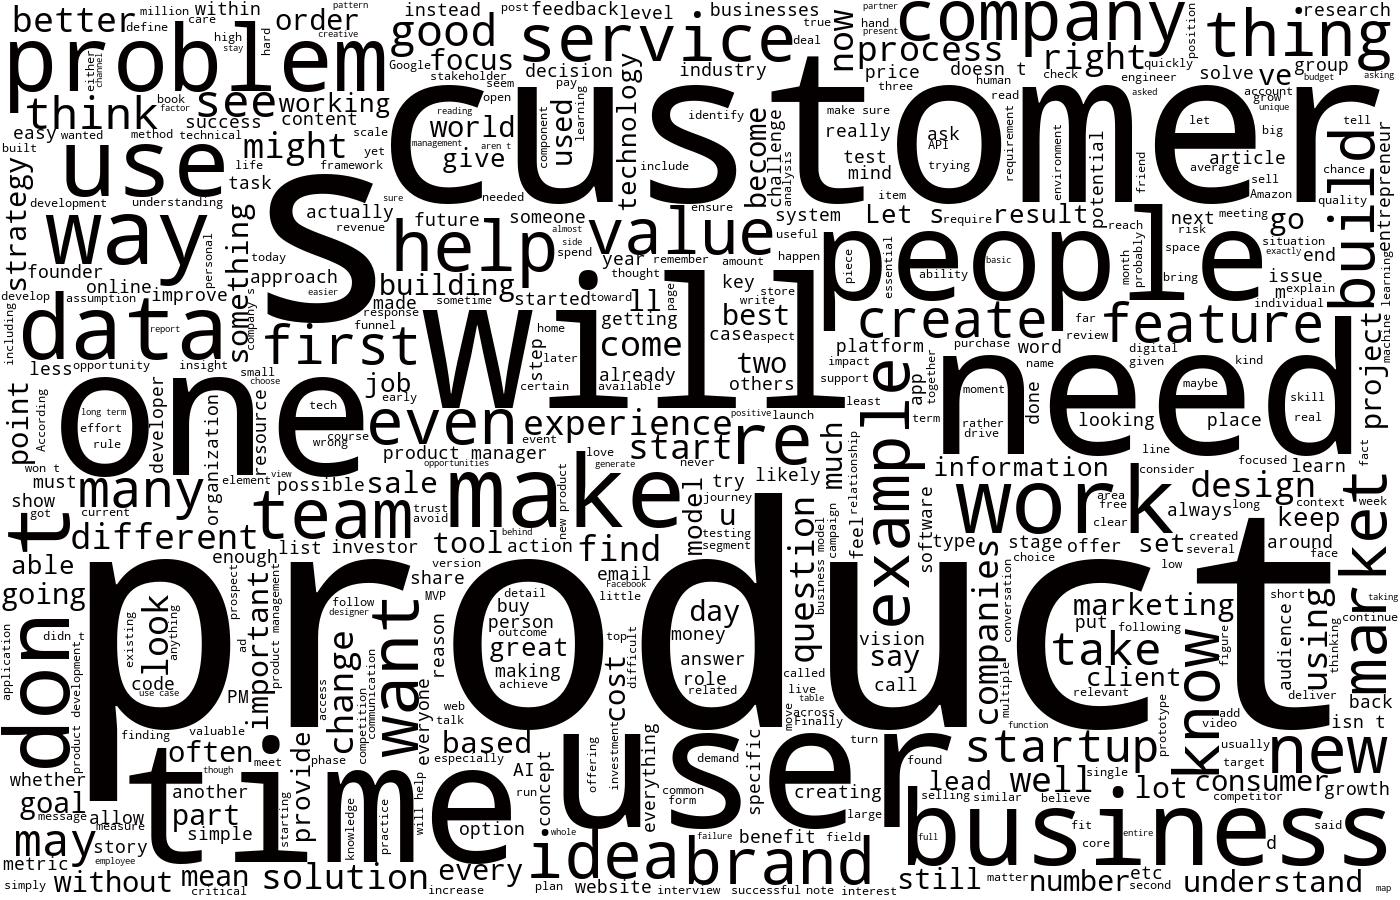 better
million
within
define
care
high
stay
hard
pattern
creative
order
instead
post
feedback
level
businesses
true
deal
now
partner
hand
present
company
position
thing
research
problem
either
channel
good
Google
focus
stakeholder
service
decision
seem
pay
open
industry
technology
process
price
three
doesn t
human
right
check
quickly
engineer
solve
ve
group
budget
account
asking
think
book
factor
see
working
success
content
customer
reading
world
management
aren t
give
component
used
learning
identify
include
become
challenge
analysis
make sure
really
test
mind
item
read
ask
API
trying
requirement
environment
potential
asked
friend
let
grow
unique
big
article
average
sell
Amazon
tell
chance
quality
build
entrepreneur
easy
wanted
method
technical
built
use
might
scale
yet
life
framework
task
strategy
development
understanding
s
sure
needed
way
personal
something
actually
revenue
help
future
someone
almost
side
spend
ensure
value
system
useful
Let s
require
result
reach
next
risk
meeting
go
situation
exactly
end
founder
online
today
approach
easier
building
year
remember
thought
amount
happen
people
piece
essential
ability
basic
month
probably
space
bring
issue
m
explain
individual
machine learning
develop
assumption
improve
including
data
report
company s
first
made
response
funnel
sometime
started
toward
ll
page
key
store
write
will
getting
come
home
step
later
certain
already
available
best
case
aspect
two
others
create
far
review
feature
platform
purchase
word
name
digital
given
kind
project
less
opportunity
insight
small
choose
job
early
impact
support
least
app
together
term
need
moment
rather
drive
done
looking
maybe
place
skill
real
point
According
one
long term
effort
rule
developer
organization
resource
tech
course
wrong
even
experience
event
positive
launch
product manager
opportunities
start
re
love
generate
never
likely
much
relationship
example
line
information
consider
focused
learn
fact
won t
must
show
got
current
many
element
view
possible
sale
trust
avoid
make
new product
model
try
journey
u
testing
segment
question
business model
campaign
feel
software
work
area
free
clear
design
always
long
context
week
keep
market
t
different
team
list
investor
enough
tool
behind
action
find
version
type
stage
choice
offer
set
created
several
low
around
face
able
going
don
application
didn t
product development
product
existing
look
anything
code
use case
prospect
ad
PM
important
product management
follow
designer
change
access
competition
communication
want
share
MVP
reason
everyone
detail
buy
person
outcome
great
making
achieve
email
Facebook
little
top
cost
difficult
day
money
answer
role
related
called
live
table
move
across
Finally
vision
say
call
companies
conversation
multiple
function
marketing
put
following
take
client
relevant
prototype
know
figure
add
video
short
audience
using
thinking
deliver
taking
continue
back
isn t
finding
valuable
often
though
meet
whether
goal
message
another
time
part
simple
starting
provide
phase
knowledge
practice
will help
web
talk
based
especially
AI
run
option
concept
offering
investment
everything
user
demand
common
form
specific
creating
turn
large
found
startup
lead
well
single
selling
similar
believe
lot
usually
target
new
consumer
competitor
growth
allow
measure
may
story
metric
employee
simply
without
mean
critical
solution
every
increase
whole
idea
plan
website
interview
failure
brand
benefit
field
successful
note
interest
business
full
fit
core
entire
said
d
still
matter
number
etc
second
understand
map